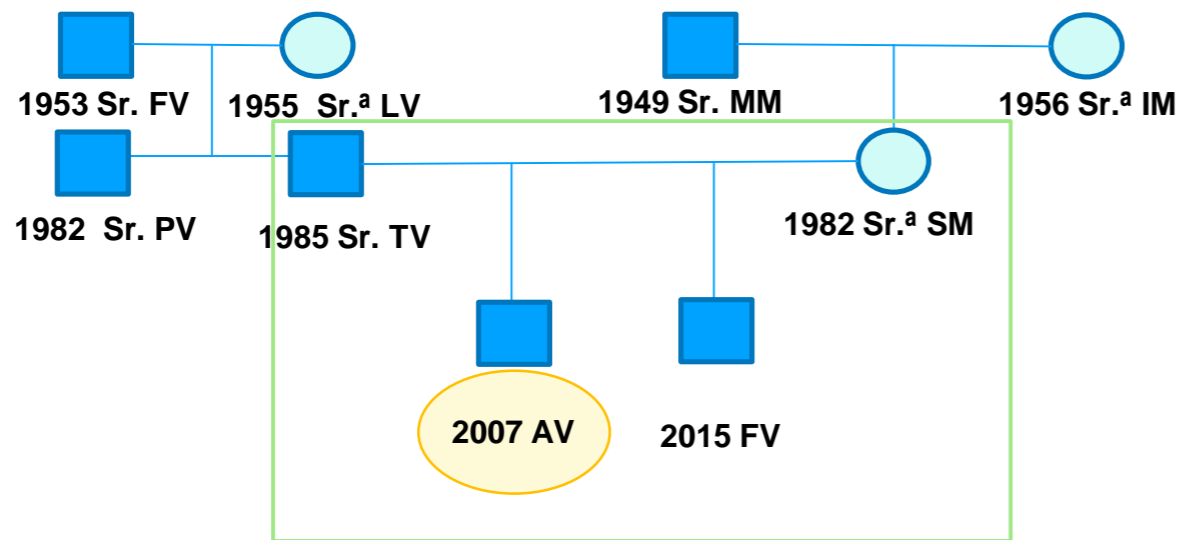 1953 Sr. FV
1955 Sr.ª LV
1949 Sr. MM
1956 Sr.ª IM
1982 Sr. PV
1985 Sr. TV
1982 Sr.ª SM
2007 AV
2015 FV